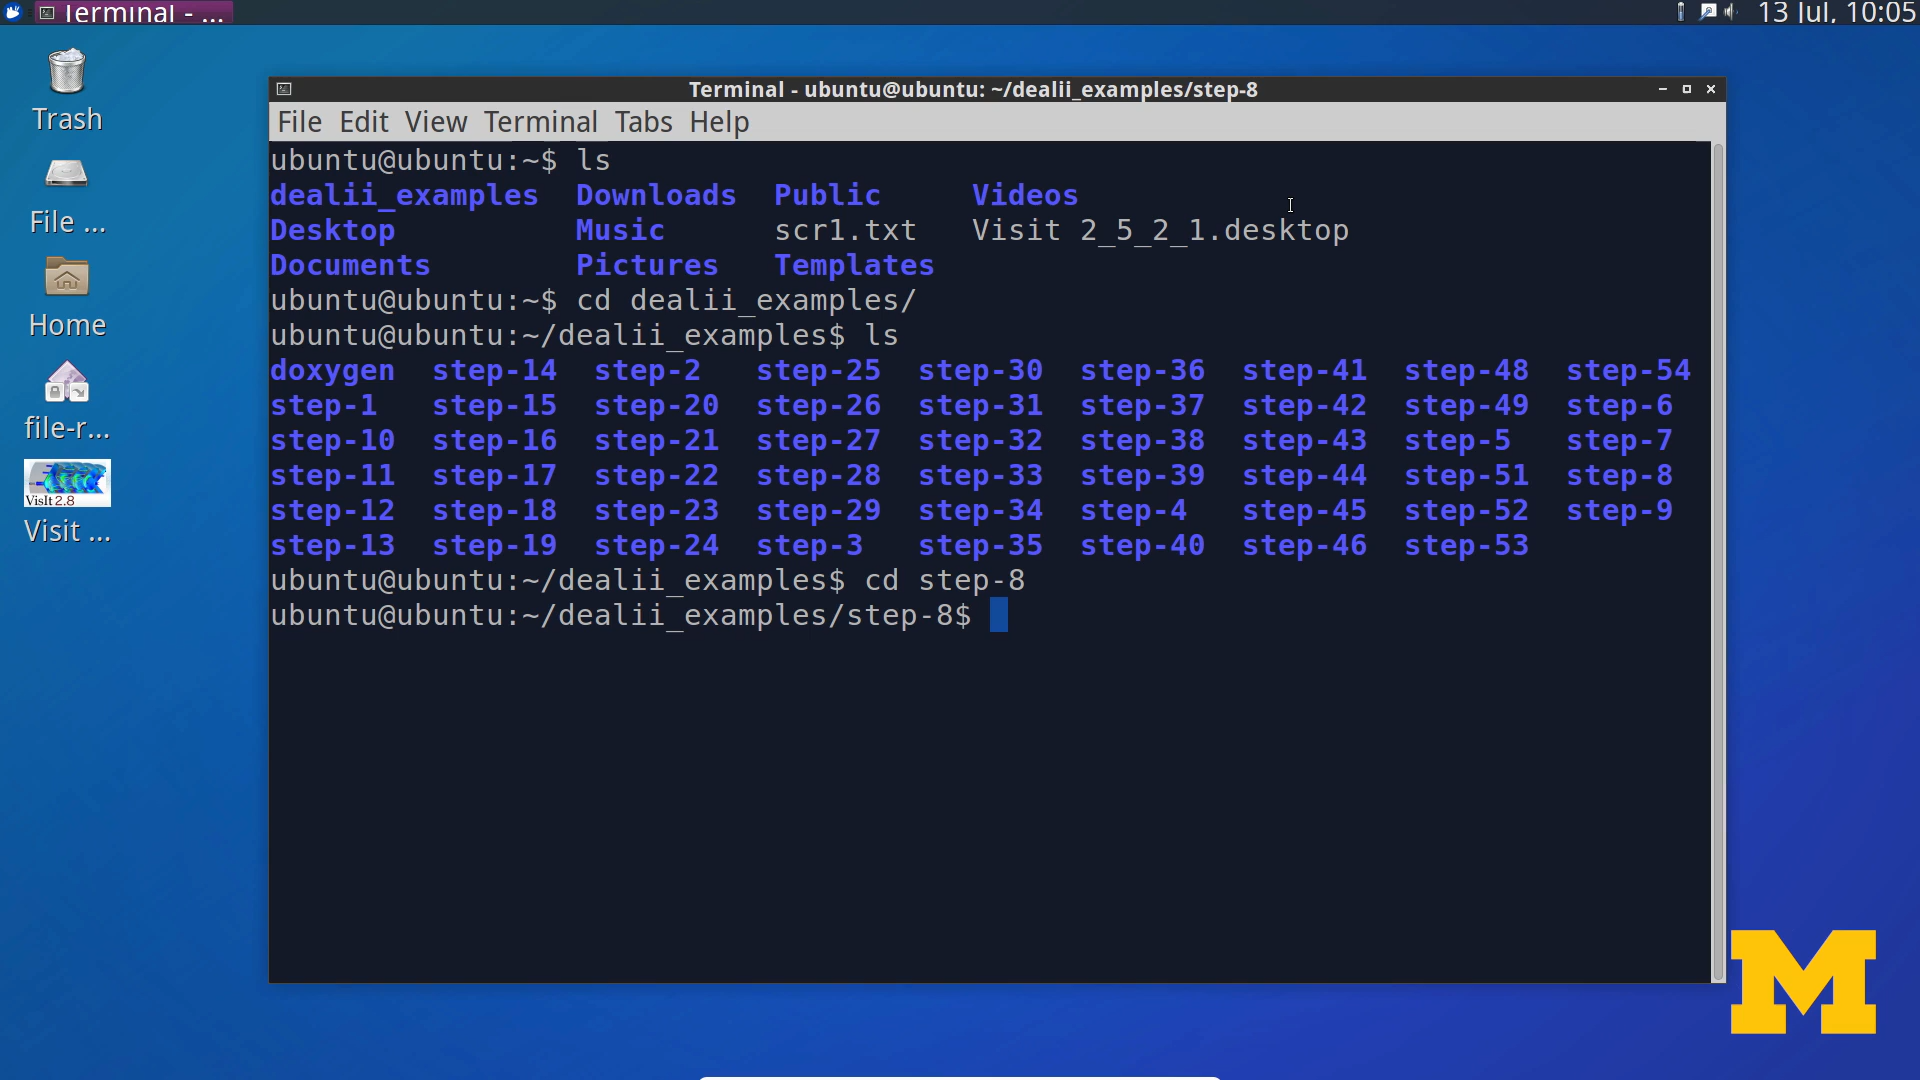 Terminal - ...
13 Jul, 10:05
Trash
File ...
Home
file-r...
VisIt 2.8
Visit ...
Terminal - ubuntu@ubuntu: ~/dealii_examples/step-8
File Edit View Terminal Tabs Help
ubuntu@ubuntu:~$ ls
dealii_examples Downloads Public Videos
Desktop Music scr1.txt Visit 2_5_2_1.desktop
Documents Pictures Templates
ubuntu@ubuntu:~$ cd dealii_examples/
ubuntu@ubuntu:~/dealii_examples$ ls
doxygen step-14 step-2 step-25 step-30 step-36 step-41 step-48 step-54
step-1 step-15 step-20 step-26 step-31 step-37 step-42 step-49 step-6
step-10 step-16 step-21 step-27 step-32 step-38 step-43 step-5 step-7
step-11 step-17 step-22 step-28 step-33 step-39 step-44 step-51 step-8
step-12 step-18 step-23 step-29 step-34 step-4 step-45 step-52 step-9
step-13 step-19 step-24 step-3 step-35 step-40 step-46 step-53
ubuntu@ubuntu:~/dealii_examples$ cd step-8
ubuntu@ubuntu:~/dealii_examples/step-8$
M